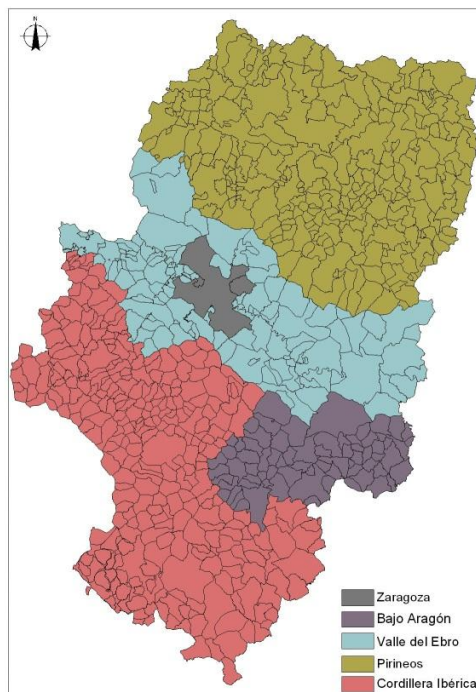 N
Zaragoza
Bajo Aragón
Valle del Ebro
Pirineos
Cordillera Ibérica